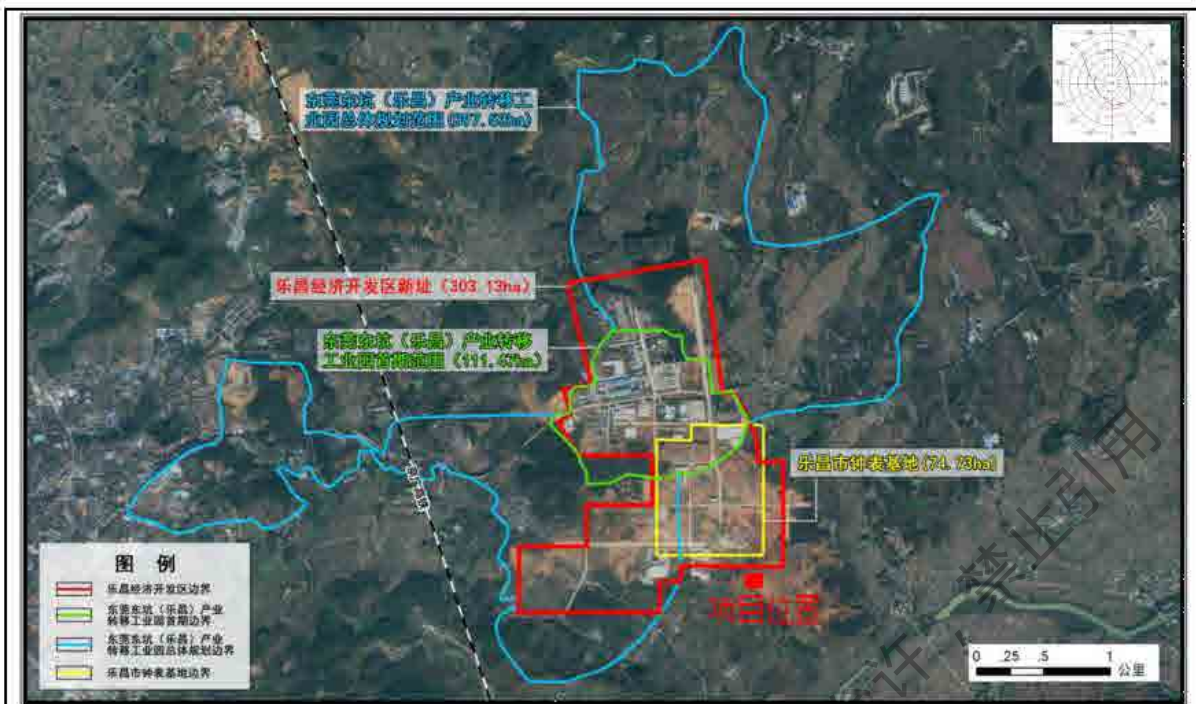 东莞东坑（乐昌）产业转移工
业园总体规划范围
乐昌经济开发区新址（303.13ha）
东莞东坑（乐昌）产业转移
工业园首期范围
乐昌市钟表基地(74.73ha)
项目位置
图 例
乐昌经济开发区边界
东莞东坑（乐昌）产业
转移工业园首期边界
东莞东坑（乐昌）产业
转移工业园总体规划边界
乐昌市钟表基地边界
0 .25 .5 1
公里
禁止引用